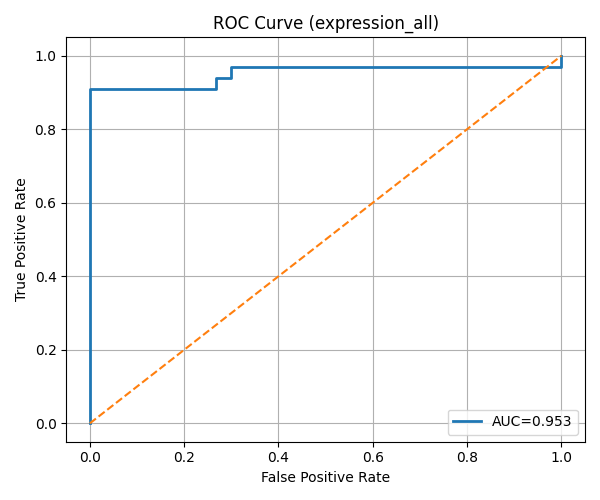 ROC Curve (expression_all)
True Positive Rate
1.0
0.8
0.6
0.4
0.2
0.0
0.0 0.2 0.4 0.6 0.8 1.0
False Positive Rate
AUC=0.953